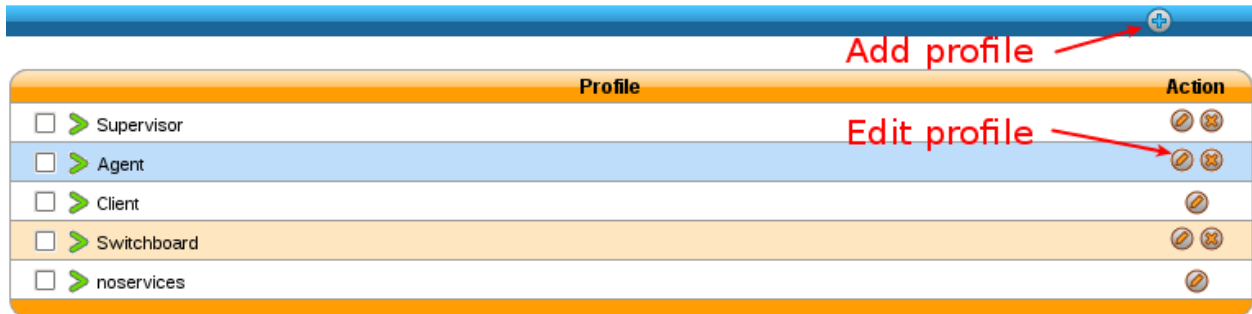 Add profile
Profile Action
Supervisor
Edit profile
Agent
Client
Switchboard
noservices